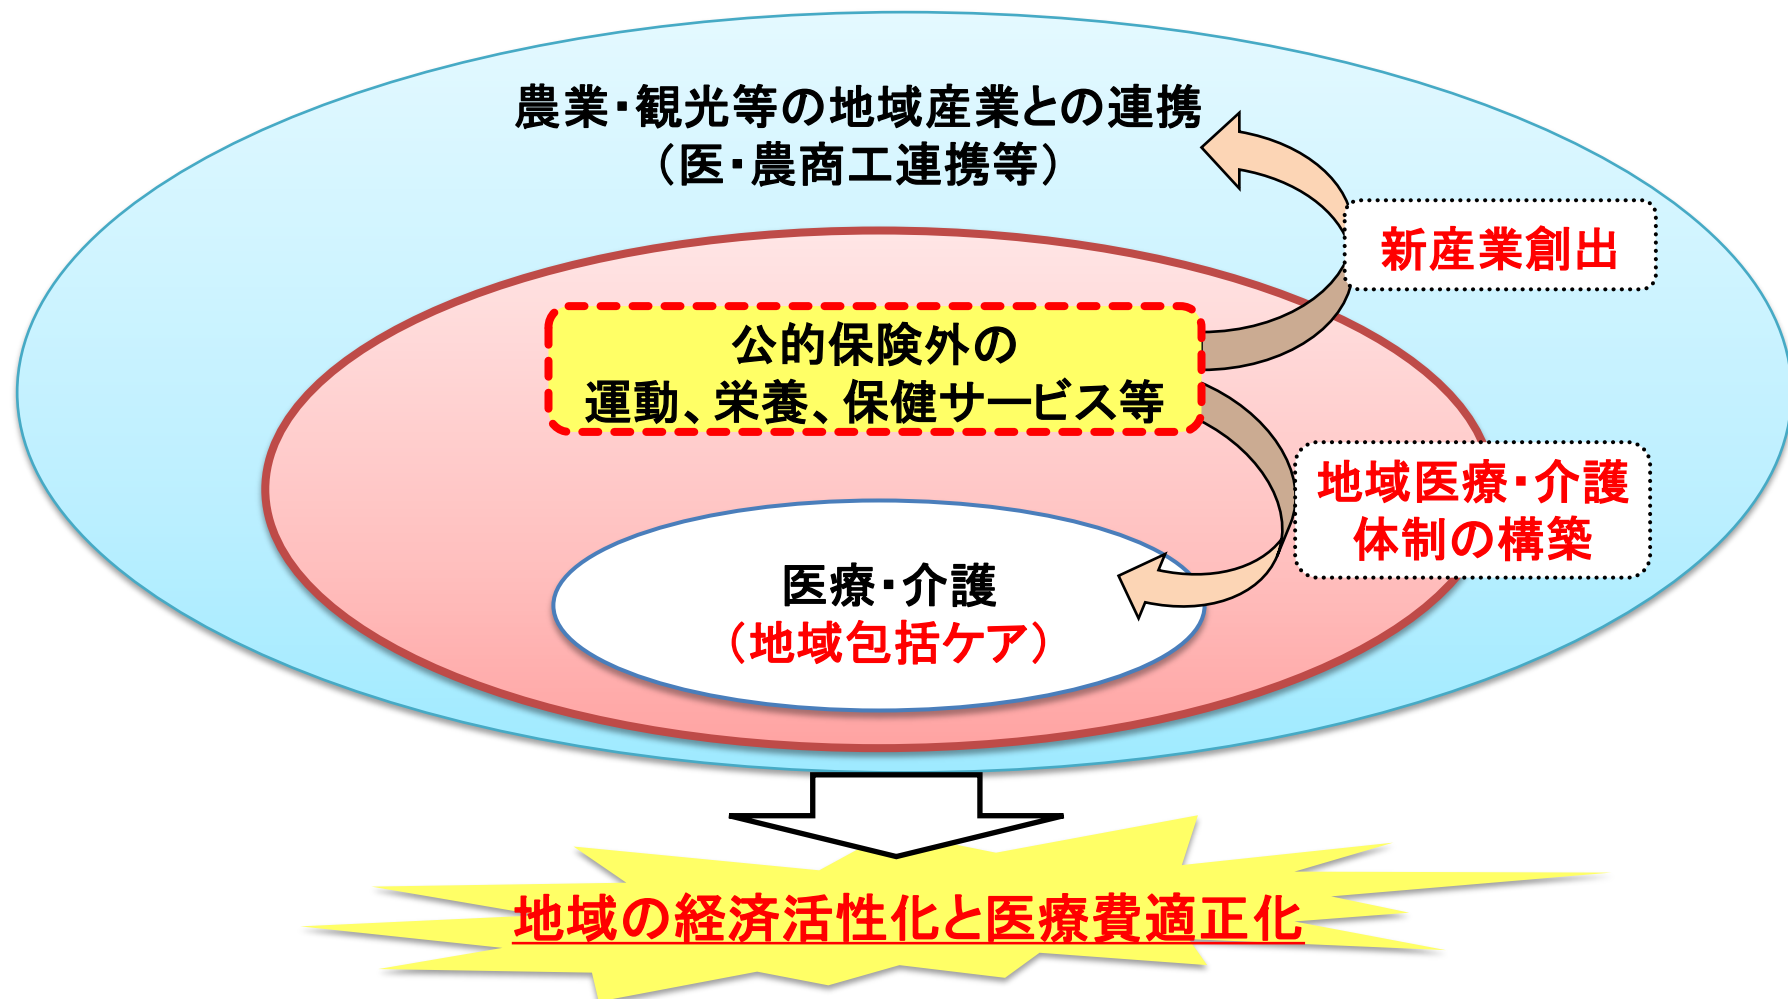 農業・観光等の地域産業との連携
（医・農商工連携等）
新産業創出
公的保険外の
運動、栄養、保健サービス等
地域医療・介護
体制の構築
医療・介護
（地域包括ケア）
地域の経済活性化と医療費適正化